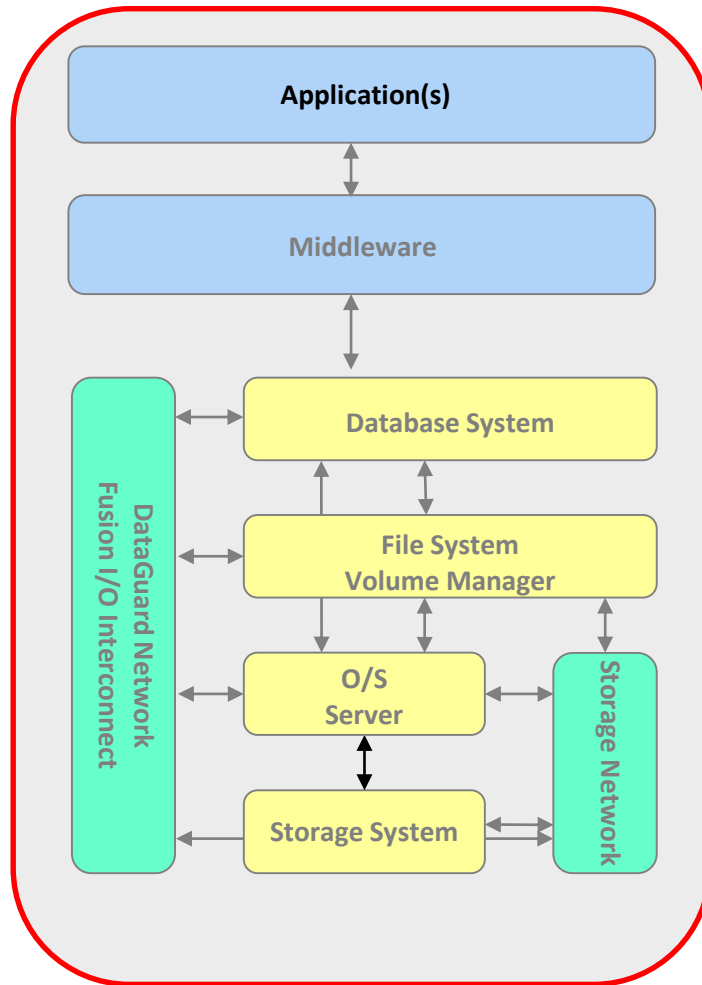 Application(s)
Middleware
Database System
DataGuard Network
Fusion I/O Interconnect
File System
Volume Manager
O/S
Server
Storage Network
Storage System